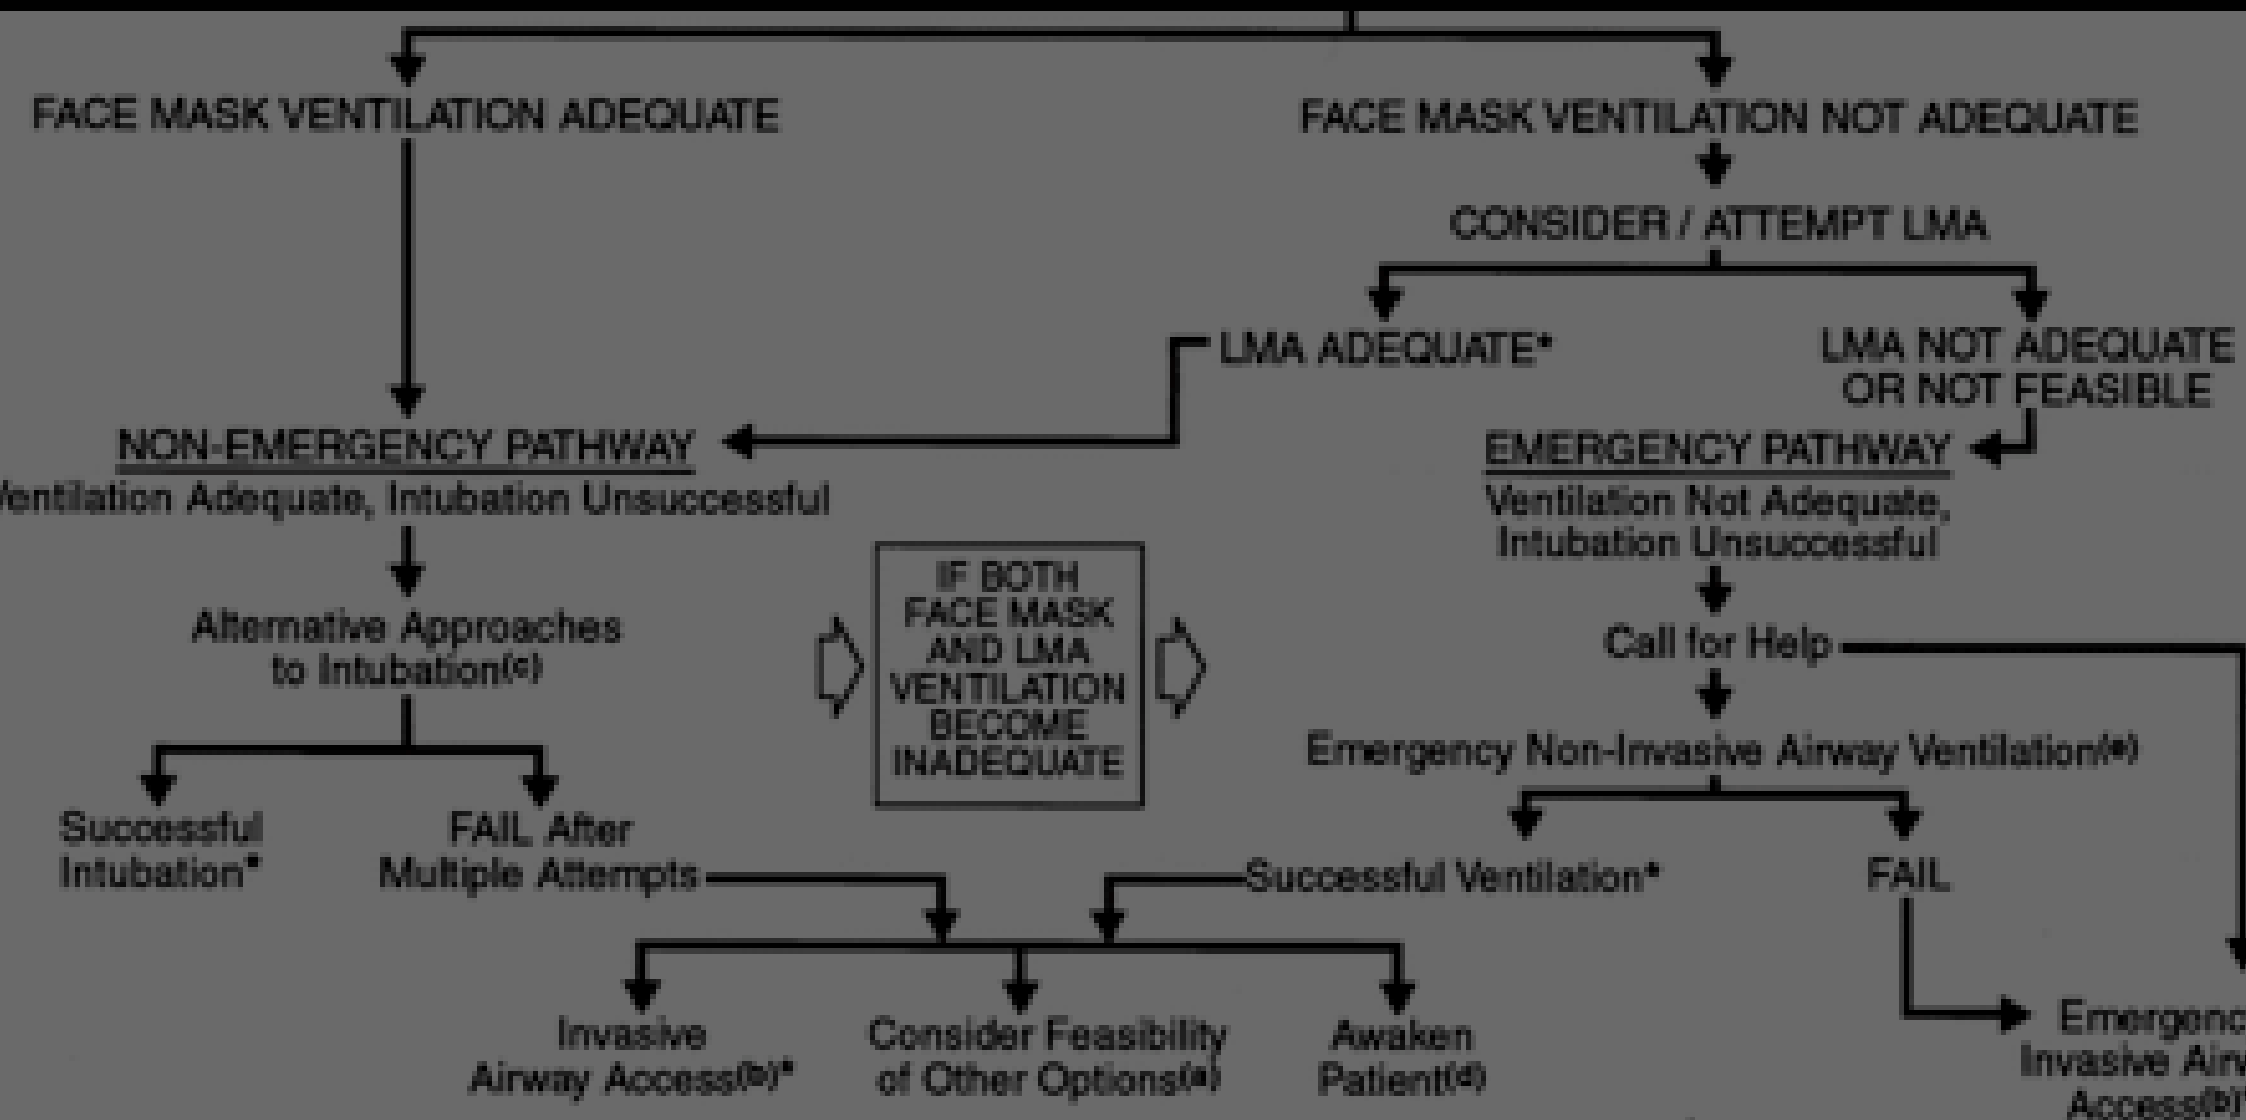 FACE MASK VENTILATION ADEQUATE
FACE MASK VENTILATION NOT ADEQUATE
CONSIDER / ATTEMPT LMA
LMA ADEQUATE*
LMA NOT ADEQUATE
OR NOT FEASIBLE
NON-EMERGENCY PATHWAY
Ventilation Adequate, Intubation Unsuccessful
EMERGENCY PATHWAY
Ventilation Not Adequate,
Intubation Unsuccessful
IF BOTH
FACE MASK
AND LMA
VENTILATION
BECOME
INADEQUATE
Alternative Approaches
to Intubation(c)
Call for Help
Emergency Non-Invasive Airway Ventilation(e)
Successful
Intubation*
FAIL After
Multiple Attempts
Successful Ventilation*
FAIL
Invasive
Airway Access(b)*
Consider Feasibility
of Other Options(a)
Awaken
Patient(d)
Emergenc
Invasive Air
Access(b)*